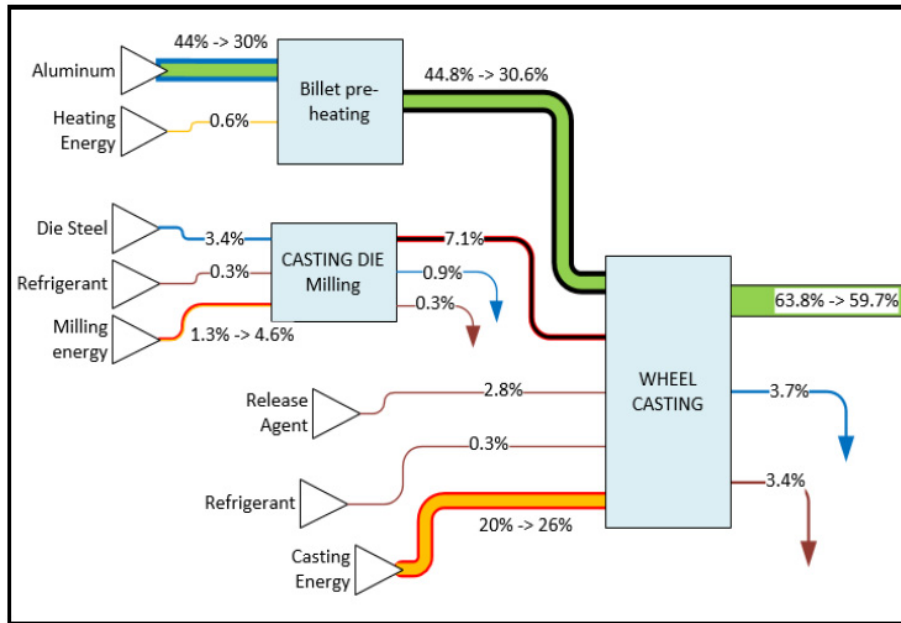 44% -> 30%
Aluminum
Billet pre-
heating
44.8% -> 30.6%
Heating
Energy
0.6%
Die Steel
3.4%
CASTING DIE
Milling
7.1%
Refrigerant
0.3%
0.9%
0.3%
Milling
energy
1.3% -> 4.6%
63.8% -> 59.7%
WHEEL
CASTING
Release
Agent
2.8%
3.7%
Refrigerant
0.3%
3.4%
20% -> 26%
Casting
Energy